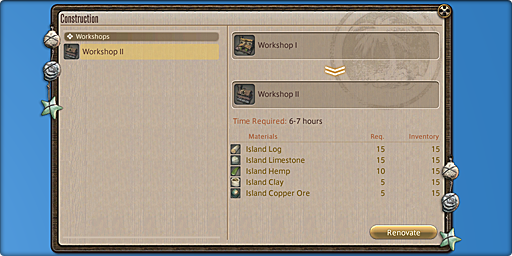 Construction
Workshops
Workshop II
Workshop I
Workshop II
Time Required: 6-7 hours
Materials Req. Inventory
Island Log 15 15
Island Limestone 15 15
Island Hemp 10 15
Island Clay 5 15
Island Copper Ore 5 15
Renovate